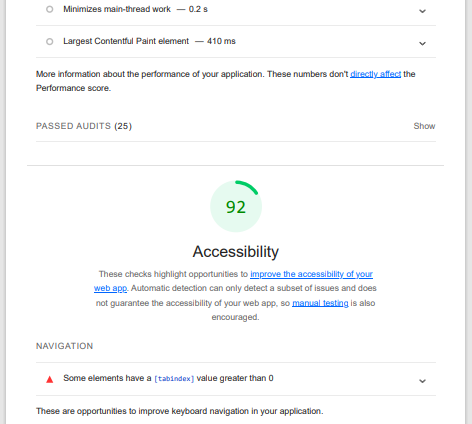 Minimizes main-thread work — 0.2 s
Largest Contentful Paint element — 410 ms
More information about the performance of your application. These numbers don't directly affect the
Performance score.
PASSED AUDITS (25) Show
92
Accessibility
These checks highlight opportunities to improve the accessibility of your
web app. Automatic detection can only detect a subset of issues and does
not guarantee the accessibility of your web app, so manual testing is also
encouraged.
NAVIGATION
Some elements have a [tabindex] value greater than 0
These are opportunities to improve keyboard navigation in your application.